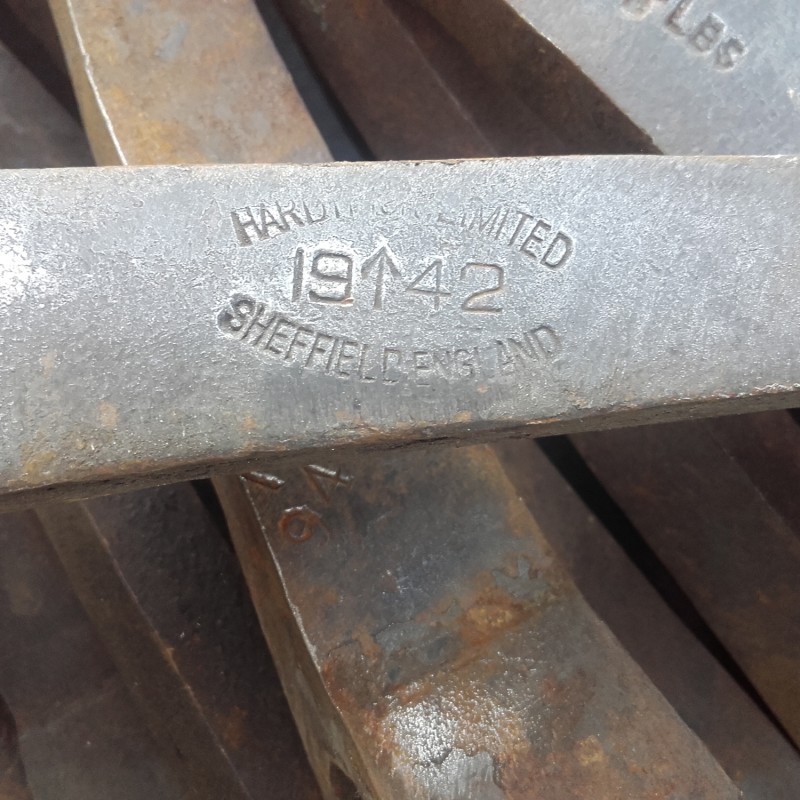 LBS
LIMITED
19↑42
SHEFFIELD ENGLAND